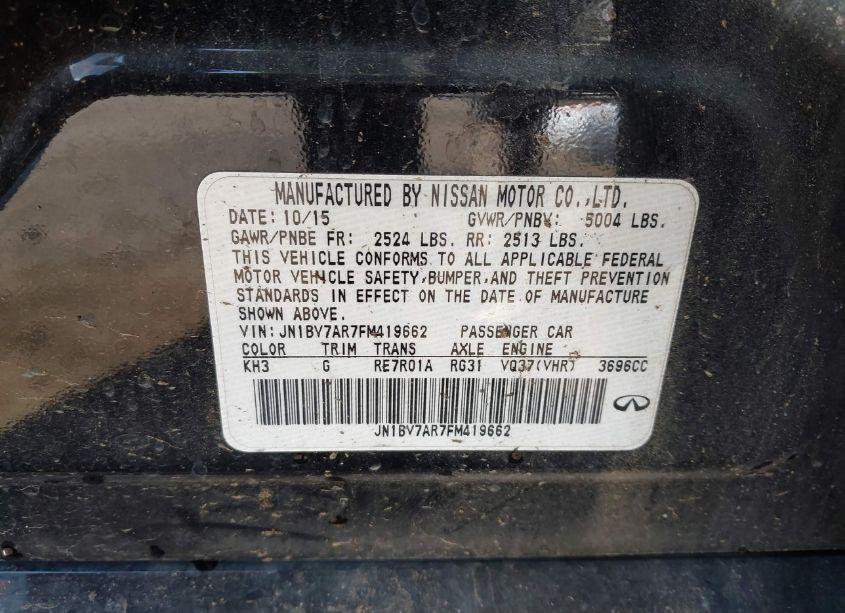 MANUFACTURED BY NISSAN MOTOR CO.,LTD.
DATE: 10/15 GVWR/PNBV: 5004 LBS.
GAWR/PNBE FR: 2524 LBS. RR: 2513 LBS.
THIS VEHICLE CONFORMS TO ALL APPLICABLE FEDERAL
MOTOR VEHICLE SAFETY,BUMPER,AND THEFT PREVENTION
STANDARDS IN EFFECT ON THE DATE OF MANUFACTURE
SHOWN ABOVE.
VIN: JN1BV7AR7FM419662 PASSENGER CAR
COLOR TRIM TRANS AXLE ENGINE
KH3 G RE7R01A RG31 VQ37(VHR) 3696CC
JN1BV7AR7FM419662